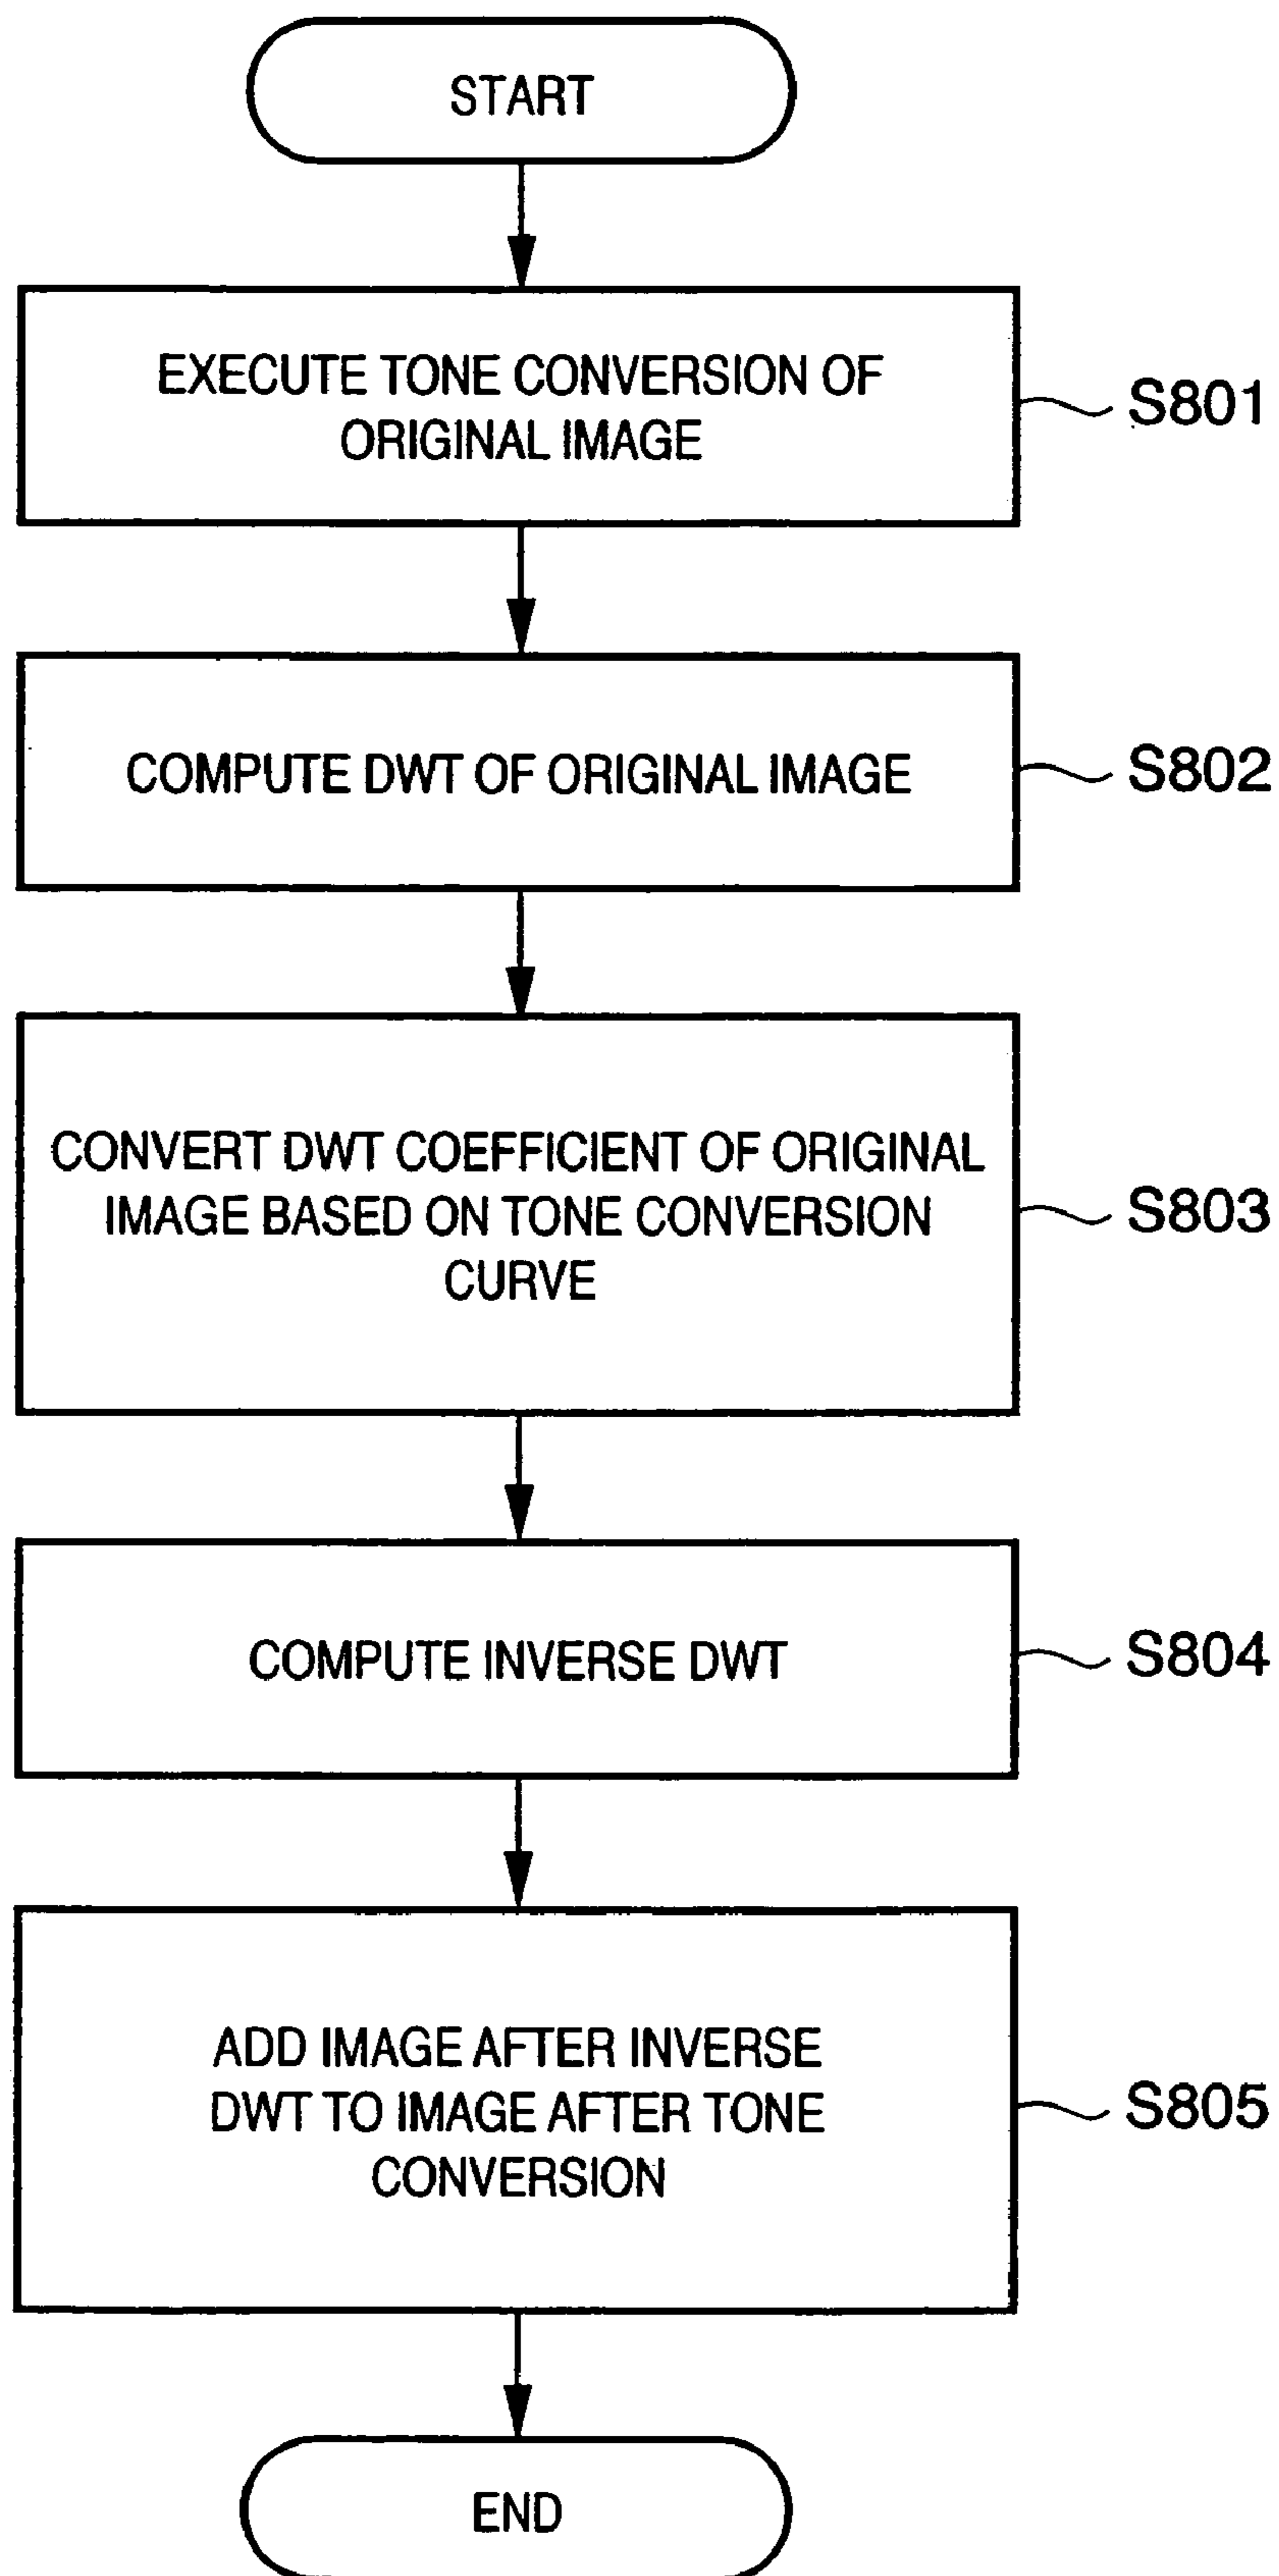 START
EXECUTE TONE CONVERSION OF
ORIGINAL IMAGE
S801
COMPUTE DWT OF ORIGINAL IMAGE
S802
CONVERT DWT COEFFICIENT OF ORIGINAL
IMAGE BASED ON TONE CONVERSION
CURVE
S803
COMPUTE INVERSE DWT
S804
ADD IMAGE AFTER INVERSE
DWT TO IMAGE AFTER TONE
CONVERSION
S805
END